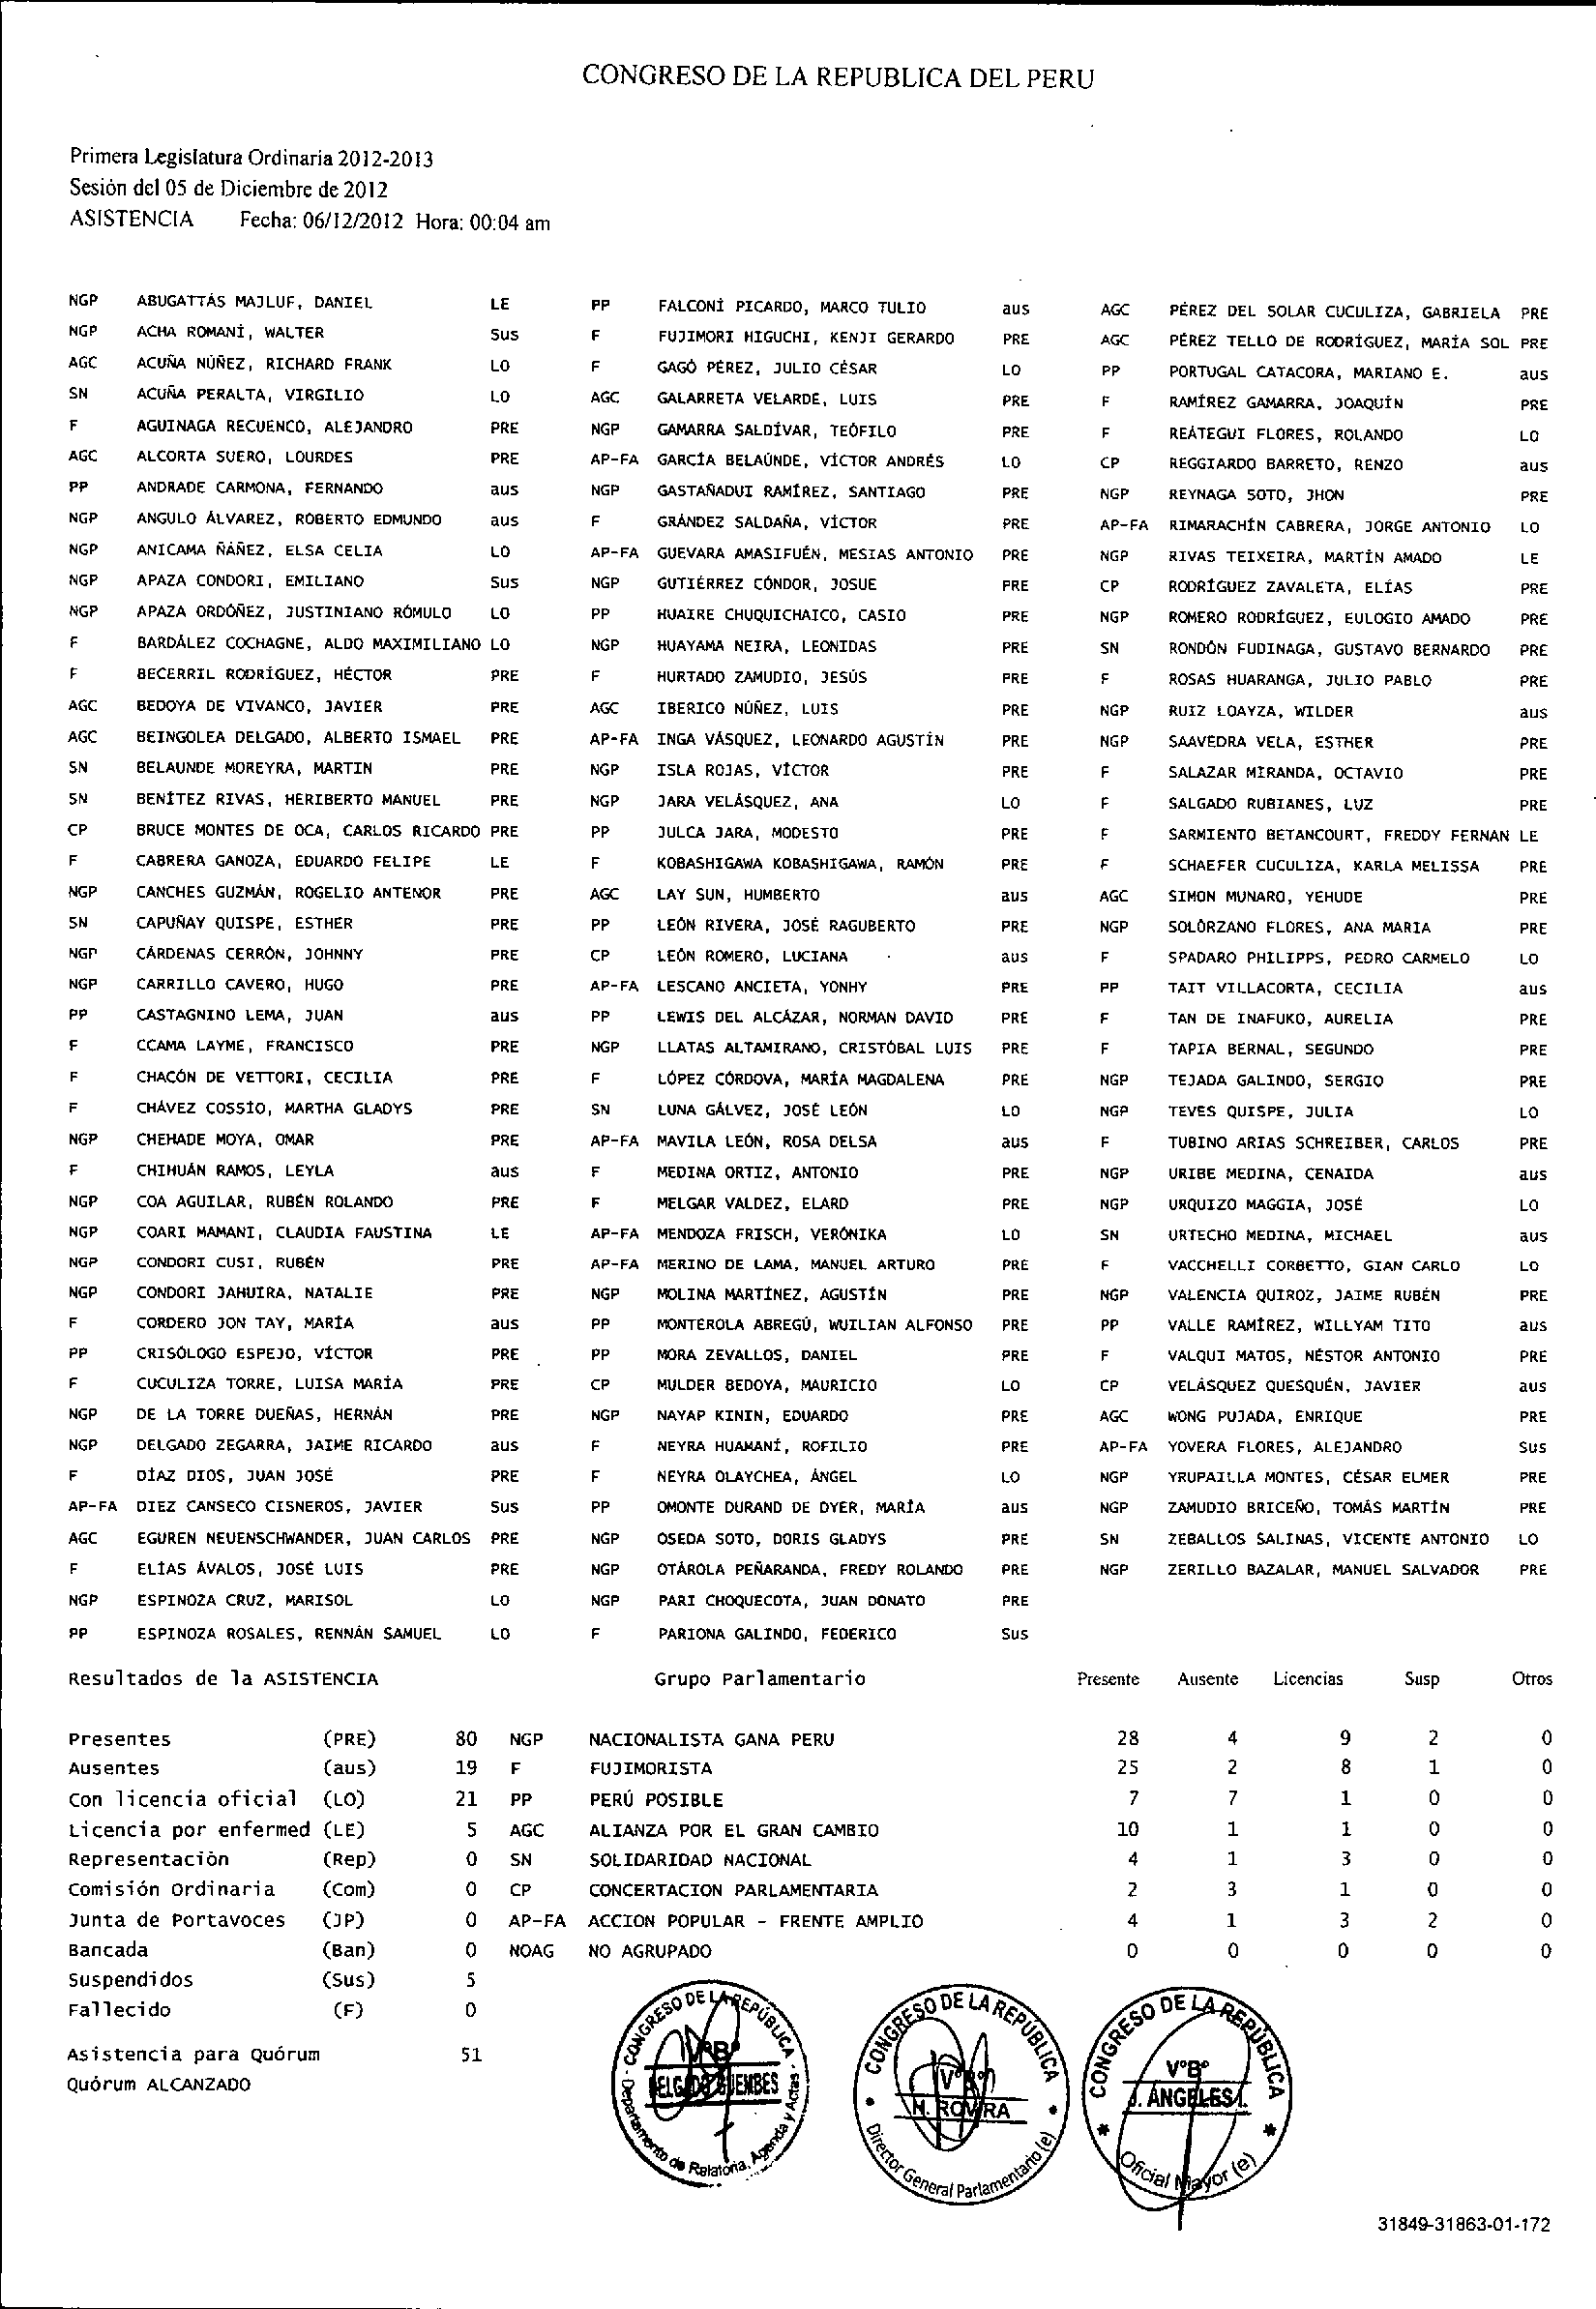 CONGRESO DE LA REPUBLICA DEL PERU
Primera Legislatura Ordinaria 2012-2013
Sesión del 05 de Diciembre de 2012
ASISTENCIA Fecha: 06/12/2012 Hora: 00:04 am
NGP ABUGATTÁS MAJLUF, DANIEL LE
NGP ACHA ROMANÍ, WALTER Sus
AGC ACUÑA NÚÑEZ, RICHARD FRANK LO
SN ACUÑA PERALTA, VIRGILIO LO
F AGUINAGA RECUENCO, ALEJANDRO PRE
AGC ALCORTA SUERO, LOURDES PRE
PP ANDRADE CARMONA, FERNANDO aus
NGP ANGULO ÁLVAREZ, ROBERTO EDMUNDO aus
NGP ANICAMA ÑÁÑEZ, ELSA CELIA LO
NGP APAZA CONDORI, EMILIANO Sus
NGP APAZA ORDÓÑEZ, JUSTINIANO RÓMULO LO
F BARDÁLEZ COCHAGNE, ALDO MAXIMILIANO LO
F BECERRIL RODRÍGUEZ, HÉCTOR PRE
AGC BEDOYA DE VIVANCO, JAVIER PRE
AGC BEINGOLEA DELGADO, ALBERTO ISMAEL PRE
SN BELAUNDE MOREYRA, MARTIN PRE
SN BENÍTEZ RIVAS, HERIBERTO MANUEL PRE
CP BRUCE MONTES DE OCA, CARLOS RICARDO PRE
F CABRERA GANOZA, EDUARDO FELIPE LE
NGP CANCHES GUZMÁN, ROGELIO ANTENOR PRE
SN CAPUÑAY QUISPE, ESTHER PRE
NGP CÁRDENAS CERRÓN, JOHNNY PRE
NGP CARRILLO CAVERO, HUGO PRE
PP CASTAGNINO LEMA, JUAN aus
F CCAMA LAYME, FRANCISCO PRE
F CHACÓN DE VETTORI, CECILIA PRE
F CHÁVEZ COSSÍO, MARTHA GLADYS PRE
NGP CHEHADE MOYA, OMAR PRE
F CHIHUÁN RAMOS, LEYLA aus
NGP COA AGUILAR, RUBÉN ROLANDO PRE
NGP COARI MAMANI, CLAUDIA FAUSTINA LE
NGP CONDORI CUSI, RUBÉN PRE
NGP CONDORI JAHUIRA, NATALIE PRE
F CORDERO JON TAY, MARÍA aus
PP CRISÓLOGO ESPEJO, VÍCTOR PRE
F CUCULIZA TORRE, LUISA MARÍA PRE
NGP DE LA TORRE DUEÑAS, HERNÁN PRE
NGP DELGADO ZEGARRA, JAIME RICARDO aus
F DÍAZ DIOS, JUAN JOSÉ PRE
AP-FA DIEZ CANSECO CISNEROS, JAVIER Sus
AGC EGUREN NEUENSCHWANDER, JUAN CARLOS PRE
F ELÍAS ÁVALOS, JOSÉ LUIS PRE
NGP ESPINOZA CRUZ, MARISOL LO
PP ESPINOZA ROSALES, RENNÁN SAMUEL LO
PP FALCONÍ PICARDO, MARCO TULIO aus
F FUJIMORI HIGUCHI, KENJI GERARDO PRE
F GAGÓ PÉREZ, JULIO CÉSAR LO
AGC GALARRETA VELARDE, LUIS PRE
NGP GAMARRA SALDÍVAR, TEÓFILO PRE
AP-FA GARCÍA BELAÚNDE, VÍCTOR ANDRÉS LO
NGP GASTAÑADUI RAMÍREZ, SANTIAGO PRE
F GRÁNDEZ SALDAÑA, VÍCTOR PRE
AP-FA GUEVARA AMASIFUÉN, MESIAS ANTONIO PRE
NGP GUTIÉRREZ CÓNDOR, JOSUE PRE
PP HUAIRE CHUQUICHAICO, CASIO PRE
NGP HUAYAMA NEIRA, LEONIDAS PRE
F HURTADO ZAMUDIO, JESÚS PRE
AGC IBERICO NÚÑEZ, LUIS PRE
AP-FA INGA VÁSQUEZ, LEONARDO AGUSTÍN PRE
NGP ISLA ROJAS, VÍCTOR PRE
NGP JARA VELÁSQUEZ, ANA LO
PP JULCA JARA, MODESTO PRE
F KOBASHIGAWA KOBASHIGAWA, RAMÓN PRE
AGC LAY SUN, HUMBERTO aus
PP LEÓN RIVERA, JOSÉ RAGUBERTO PRE
CP LEÓN ROMERO, LUCIANA aus
AP-FA LESCANO ANCIETA, YONHY PRE
PP LEWIS DEL ALCÁZAR, NORMAN DAVID PRE
NGP LLATAS ALTAMIRANO, CRISTÓBAL LUIS PRE
F LÓPEZ CÓRDOVA, MARÍA MAGDALENA PRE
SN LUNA GÁLVEZ, JOSÉ LEÓN LO
AP-FA MAVILA LEÓN, ROSA DELSA aus
F MEDINA ORTIZ, ANTONIO PRE
F MELGAR VALDEZ, ELARD PRE
AP-FA MENDOZA FRISCH, VERÓNIKA LO
AP-FA MERINO DE LAMA, MANUEL ARTURO PRE
NGP MOLINA MARTÍNEZ, AGUSTÍN PRE
PP MONTEROLA ABREGÚ, WUILIAN ALFONSO PRE
PP MORA ZEVALLOS, DANIEL PRE
CP MULDER BEDOYA, MAURICIO LO
NGP NAYAP KININ, EDUARDO PRE
F NEYRA HUAMANÍ, ROFILIO PRE
F NEYRA OLAYCHEA, ÁNGEL LO
PP OMONTE DURAND DE DYER, MARÍA aus
NGP OSEDA SOTO, DORIS GLADYS PRE
NGP OTÁROLA PEÑARANDA, FREDY ROLANDO PRE
NGP PARI CHOQUECOTA, JUAN DONATO PRE
F PARIONA GALINDO, FEDERICO Sus
AGC PÉREZ DEL SOLAR CUCULIZA, GABRIELA PRE
AGC PÉREZ TELLO DE RODRÍGUEZ, MARÍA SOL PRE
PP PORTUGAL CATACORA, MARIANO E. aus
F RAMÍREZ GAMARRA, JOAQUÍN PRE
F REÁTEGUI FLORES, ROLANDO LO
CP REGGIARDO BARRETO, RENZO aus
NGP REYNAGA SOTO, JHON PRE
AP-FA RIMARACHÍN CABRERA, JORGE ANTONIO LO
NGP RIVAS TEIXEIRA, MARTÍN AMADO LE
CP RODRÍGUEZ ZAVALETA, ELÍAS PRE
NGP ROMERO RODRÍGUEZ, EULOGIO AMADO PRE
SN RONDÓN FUDINAGA, GUSTAVO BERNARDO PRE
F ROSAS HUARANGA, JULIO PABLO PRE
NGP RUIZ LOAYZA, WILDER aus
NGP SAAVEDRA VELA, ESTHER PRE
F SALAZAR MIRANDA, OCTAVIO PRE
F SALGADO RUBIANES, LUZ PRE
F SARMIENTO BETANCOURT, FREDDY FERNAN LE
F SCHAEFER CUCULIZA, KARLA MELISSA PRE
AGC SIMON MUNARO, YEHUDE PRE
NGP SOLÓRZANO FLORES, ANA MARIA PRE
F SPADARO PHILIPPS, PEDRO CARMELO LO
PP TAIT VILLACORTA, CECILIA aus
F TAN DE INAFUKO, AURELIA PRE
F TAPIA BERNAL, SEGUNDO PRE
NGP TEJADA GALINDO, SERGIO PRE
NGP TEVES QUISPE, JULIA LO
F TUBINO ARIAS SCHREIBER, CARLOS PRE
NGP URIBE MEDINA, CENAIDA aus
NGP URQUIZO MAGGIA, JOSÉ LO
SN URTECHO MEDINA, MICHAEL aus
F VACCHELLI CORBETTO, GIAN CARLO LO
NGP VALENCIA QUIROZ, JAIME RUBÉN PRE
PP VALLE RAMÍREZ, WILLYAM TITO aus
F VALQUI MATOS, NÉSTOR ANTONIO PRE
CP VELÁSQUEZ QUESQUÉN, JAVIER aus
AGC WONG PUJADA, ENRIQUE PRE
AP-FA YOVERA FLORES, ALEJANDRO Sus
NGP YRUPAILLA MONTES, CÉSAR ELMER PRE
NGP ZAMUDIO BRICEÑO, TOMÁS MARTÍN PRE
SN ZEBALLOS SALINAS, VICENTE ANTONIO LO
NGP ZERILLO BAZALAR, MANUEL SALVADOR PRE
Resultados de la ASISTENCIA
Presentes (PRE) 80
Ausentes (aus) 19
Con licencia oficial (LO) 21
Licencia por enfermed (LE) 5
Representación (Rep) 0
Comisión Ordinaria (Com) 0
Junta de Portavoces (JP) 0
Bancada (Ban) 0
Suspendidos (Sus) 5
Fallecido (F) 0
Asistencia para Quórum 51
Quórum ALCANZADO
Grupo Parlamentario Presente Ausente Licencias Susp Otros
NGP NACIONALISTA GANA PERU 28 4 9 2 0
F FUJIMORISTA 25 2 8 1 0
PP PERÚ POSIBLE 7 7 1 0 0
AGC ALIANZA POR EL GRAN CAMBIO 10 1 1 0 0
SN SOLIDARIDAD NACIONAL 4 1 3 0 0
CP CONCERTACION PARLAMENTARIA 2 3 1 0 0
AP-FA ACCION POPULAR - FRENTE AMPLIO 4 1 3 2 0
NOAG NO AGRUPADO 0 0 0 0 0
CONGRESO DE LA REPÚBLICA
VºBº
Departamento de Relatoría, Agenda y Actas
CONGRESO DE LA REPÚBLICA
VºBº
H. ROVIRA
Director General Parlamentario (e)
CONGRESO DE LA REPÚBLICA
VºBº
J. ANGELES I.
Oficial Mayor (e)
31849-31863-01-172